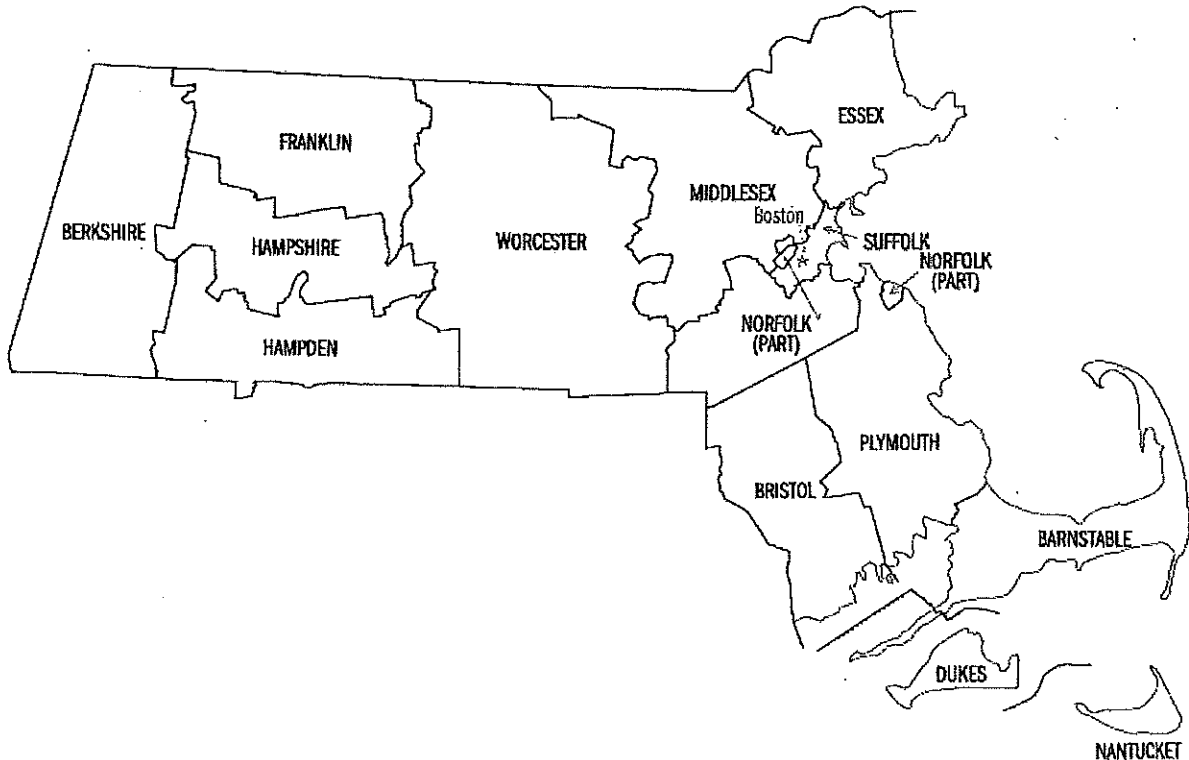 ESSEX
FRANKLIN
MIDDLESEX
Boston
BERKSHIRE
HAMPSHIRE
WORCESTER
SUFFOLK
NORFOLK
(PART)
NORFOLK
(PART)
HAMPDEN
PLYMOUTH
BRISTOL
BARNSTABLE
DUKES
NANTUCKET